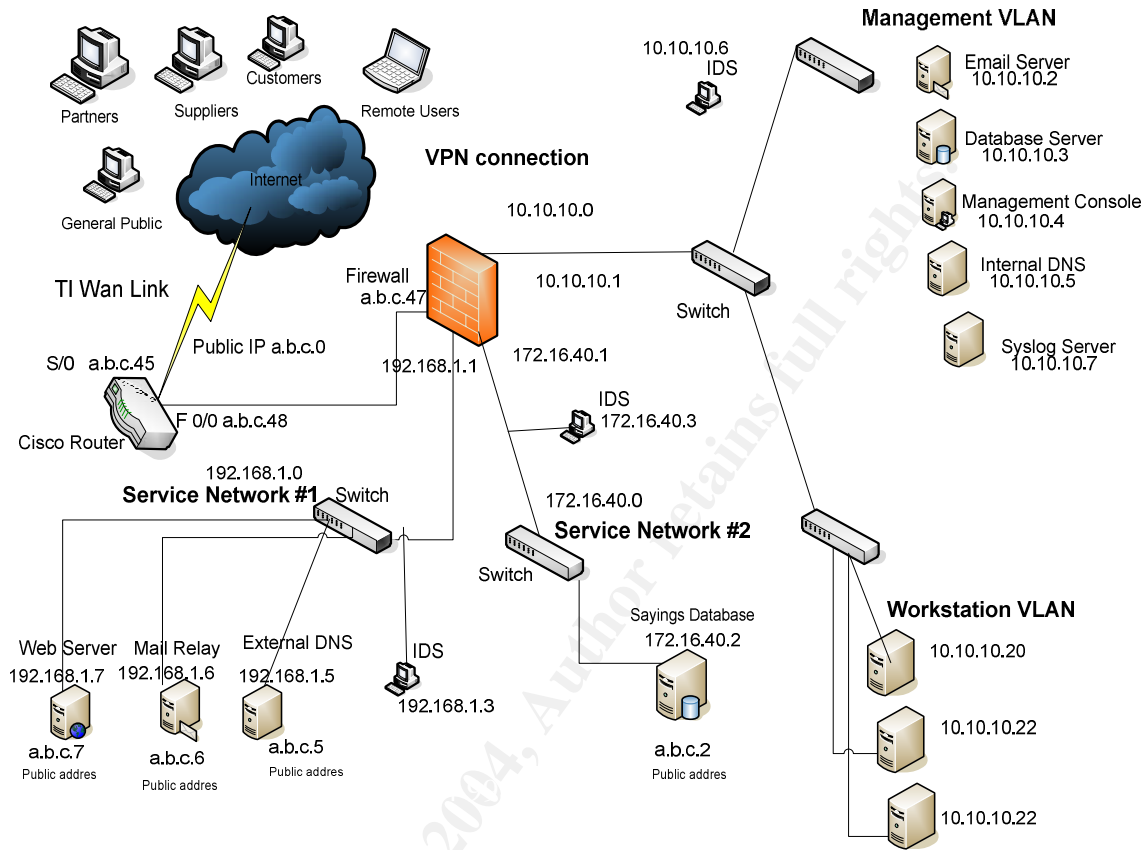 Management VLAN
10.10.10.6
IDS
Customers
Partners
Suppliers
Remote Users
Email Server
10.10.10.2
Database Server
10.10.10.3
Management Console
10.10.10.4
Internal DNS
10.10.10.5
Syslog Server
10.10.10.7
VPN connection
Internet
General Public
10.10.10.0
10.10.10.1
Switch
Firewall
a.b.c.47
TI Wan Link
Public IP a.b.c.0
S/0 a.b.c.45
192.168.1.1
172.16.40.1
F 0/0 a.b.c.48
Cisco Router
IDS
172.16.40.3
192.168.1.0
Service Network #1
Switch
172.16.40.0
Service Network #2
Switch
Workstation VLAN
10.10.10.20
10.10.10.22
10.10.10.22
Sayings Database
172.16.40.2
a.b.c.2
Public addres
Web Server
192.168.1.7
a.b.c.7
Public addres
Mail Relay
192.168.1.6
a.b.c.6
Public addres
External DNS
192.168.1.5
a.b.c.5
Public addres
IDS
192.168.1.3
2004, Author retains full rights.